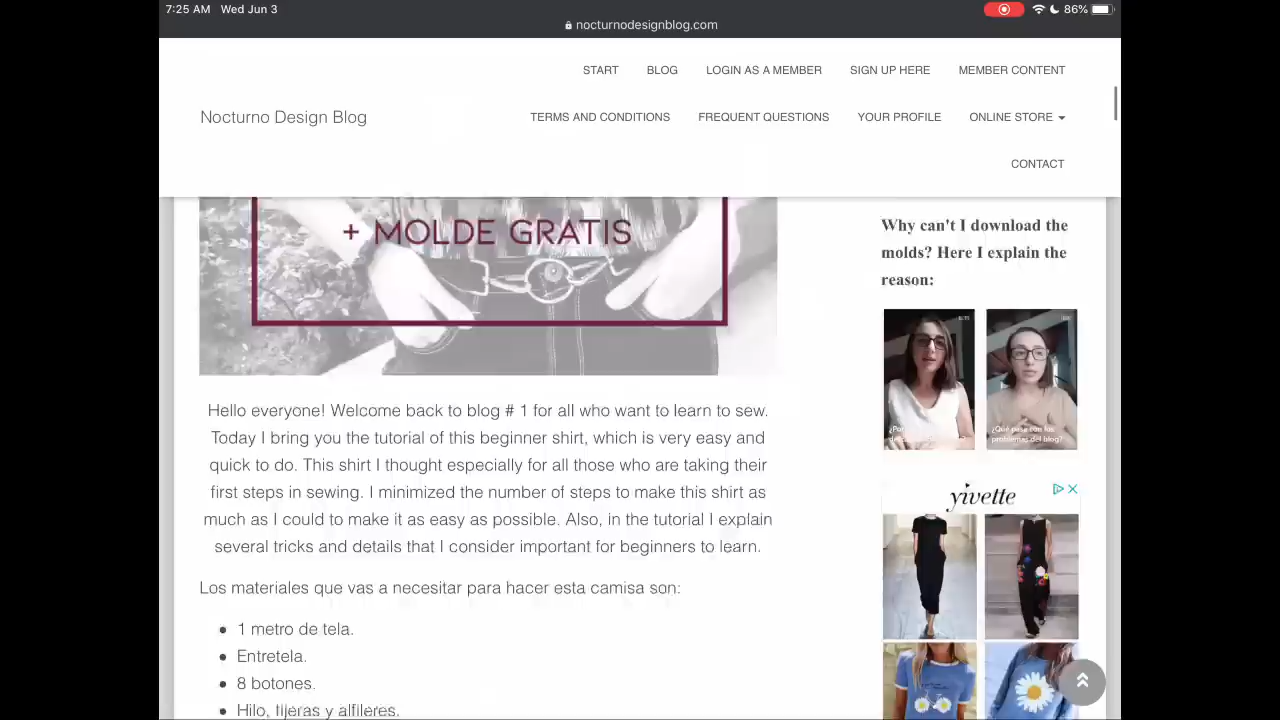 7:25 AM Wed Jun 3
86%
nocturnodesignblog.com
START BLOG LOGIN AS A MEMBER SIGN UP HERE MEMBER CONTENT
Nocturno Design Blog
TERMS AND CONDITIONS FREQUENT QUESTIONS YOUR PROFILE ONLINE STORE
CONTACT
+ MOLDE GRATIS
Hello everyone! Welcome back to blog # 1 for all who want to learn to sew.
Today I bring you the tutorial of this beginner shirt, which is very easy and
quick to do. This shirt I thought especially for all those who are taking their
first steps in sewing. I minimized the number of steps to make this shirt as
much as I could to make it as easy as possible. Also, in the tutorial I explain
several tricks and details that I consider important for beginners to learn.
Los materiales que vas a necesitar para hacer esta camisa son:
1 metro de tela.
Entretela.
8 botones.
Hilo, tijeras y alfileres.
Why can't I download the
molds? Here I explain the
reason:
¿Qué pasa con los
problemas del blog?
yivette